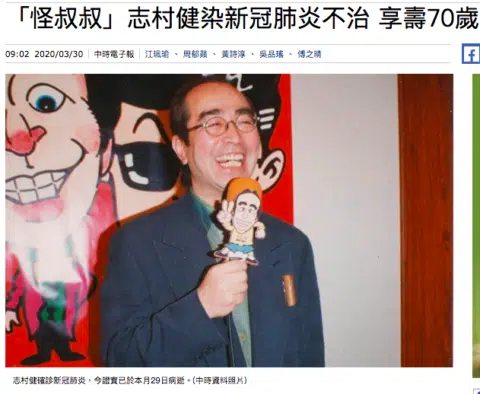 「怪叔叔」志村健染新冠肺炎不治 享壽70歲
09:02 2020/03/30 中時電子報 江珮瑜、周郁蘋、黃詩淳、吳品瑤、傅之晴
志村健確診新冠肺炎,今證實已於本月29日病逝。(中時資料照片)